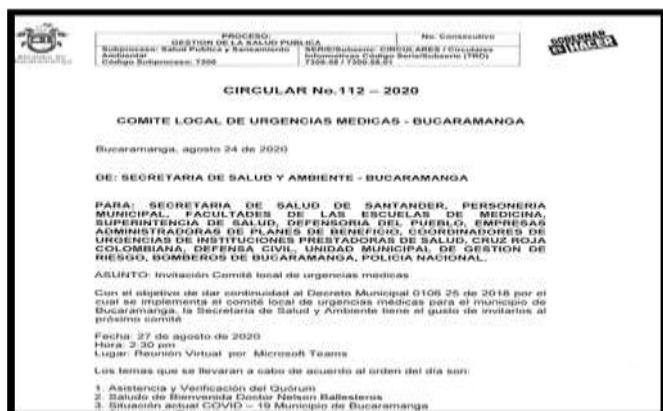 Alcaldía de
Bucaramanga
PROCESO:
GESTION DE LA SALUD PUBLICA
No. Consecutivo
Subproceso: Salud Publica y Saneamiento
Ambiental
Código Subproceso: 7300
SERIE/Subserie: CIRCULARES / Circulares
Informativas Código Serie/Subserie (TRD)
7300-58 / 7300-58,01
GOBERNAR
ES HACER
CIRCULAR No.112 – 2020
COMITE LOCAL DE URGENCIAS MEDICAS - BUCARAMANGA
Bucaramanga, agosto 24 de 2020
DE: SECRETARIA DE SALUD Y AMBIENTE - BUCARAMANGA
PARA: SECRETARIA DE SALUD DE SANTANDER, PERSONERIA
MUNICIPAL, FACULTADES DE LAS ESCUELAS DE MEDICINA,
SUPERINTENCIA DE SALUD, DEFENSORIA DEL PUEBLO, EMPRESAS
ADMINISTRADORAS DE PLANES DE BENEFICIO, COORDINADORES DE
URGENCIAS DE INSTITUCIONES PRESTADORAS DE SALUD, CRUZ ROJA
COLOMBIANA, DEFENSA CIVIL, UNIDAD MUNICIPAL DE GESTION DE
RIESGO, BOMBEROS DE BUCARAMANGA, POLICIA NACIONAL.
ASUNTO: Invitación Comité local de urgencias medicas
Con el objetivo de dar continuidad al Decreto Municipal 0106 25 de 2018 por el
cual se implementa el comité local de urgencias médicas para el municipio de
Bucaramanga, la Secretaria de Salud y Ambiente tiene el gusto de invitarlos al
próximo comité
Fecha: 27 de agosto de 2020
Hora: 2:30 pm
Lugar: Reunión Virtual por Microsoft Teams
Los temas que se llevaran a cabo de acuerdo al orden del día son:
1. Asistencia y Verificación del Quórum
2. Saludo de Bienvenida Doctor Nelson Ballesteros
3. Situación actual COVID – 19 Municipio de Bucaramanga